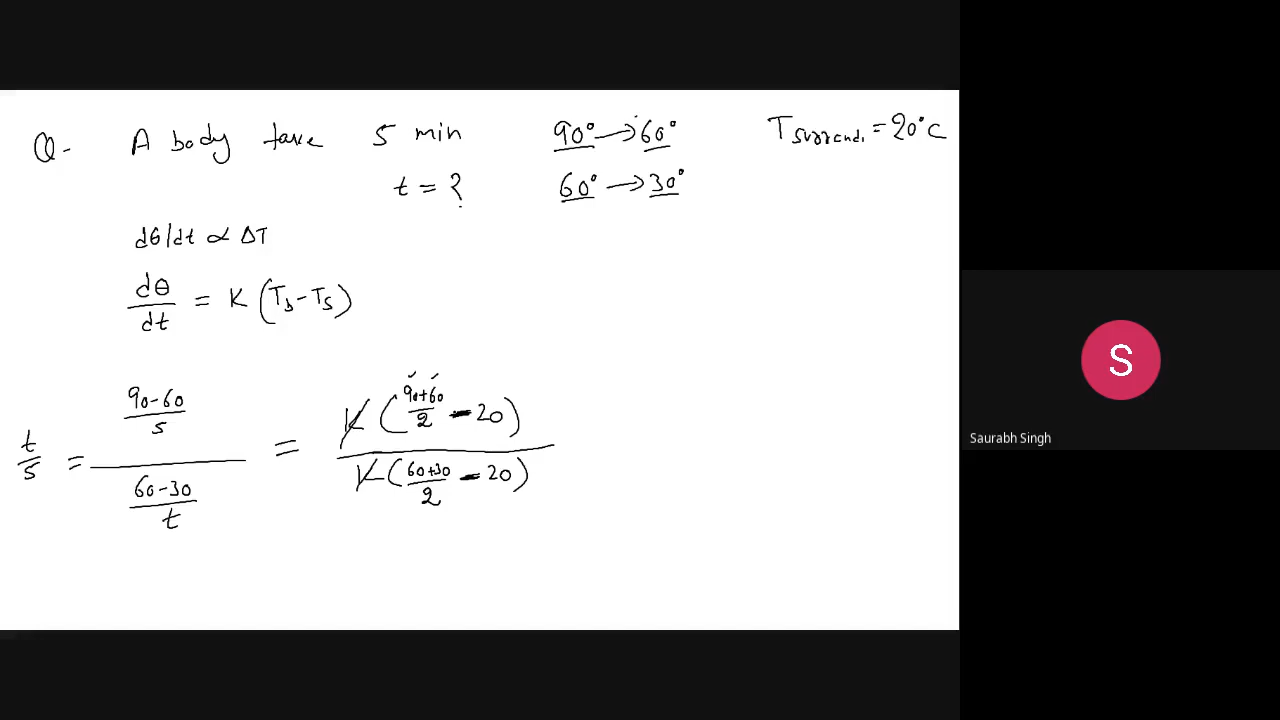 Q- A body take 5 min 90° → 60° Tsurround. = 20°C
t = ? 60° → 30°
dθ/dt ∝ ΔT
dθ/dt = K (Tb - Ts)
t/5 = ((90-60)/5)/((60-30)/t) = K((90+60)/2 - 20)/K((60+30)/2 - 20)
S
Saurabh Singh